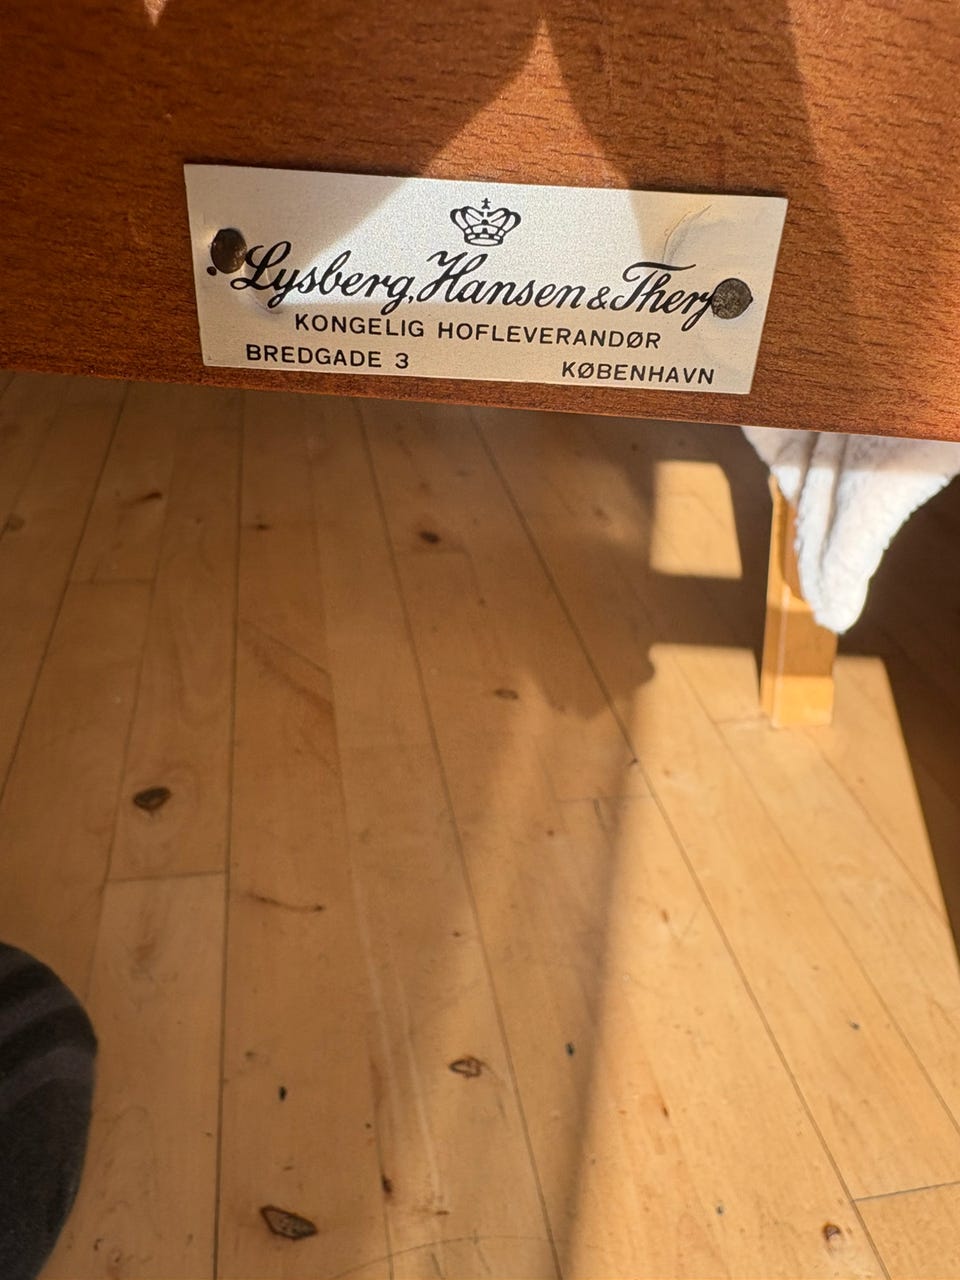 Lysberg, Hansen & Therp
KONGELIG HOFLEVERANDØR
BREDGADE 3 KØBENHAVN